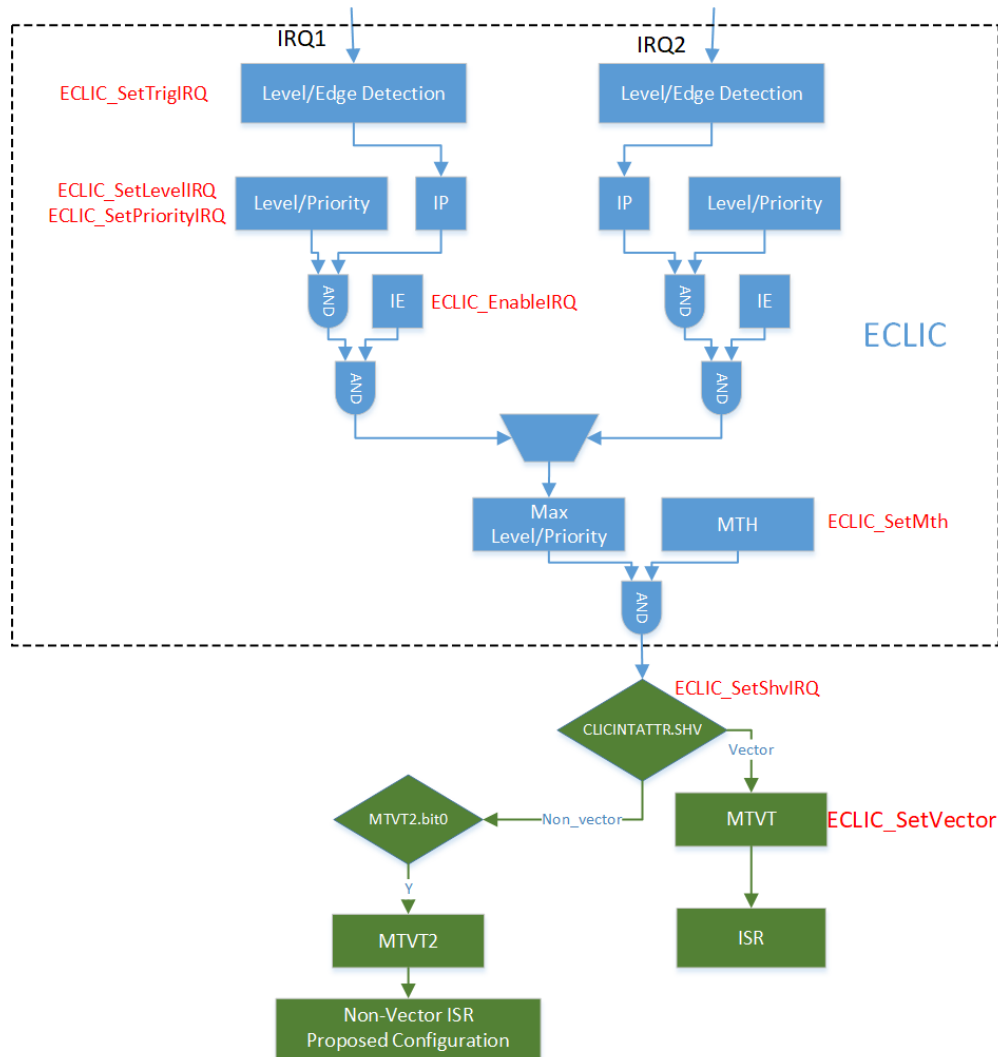 IRQ1
IRQ2
ECLIC_SetTrigIRQ
Level/Edge Detection
Level/Edge Detection
ECLIC_SetLevelIRQ
ECLIC_SetPriorityIRQ
Level/Priority
IP
IP
Level/Priority
AND
IE
ECLIC_EnableIRQ
AND
IE
ECLIC
AND
AND
Max
Level/Priority
MTH
ECLIC_SetMth
AND
ECLIC_SetShvIRQ
CLICINTATTR.SHV
Vector
MTVT2.bit0
Non_vector
MTVT
ECLIC_SetVector
Y
MTVT2
ISR
Non-Vector ISR
Proposed Configuration